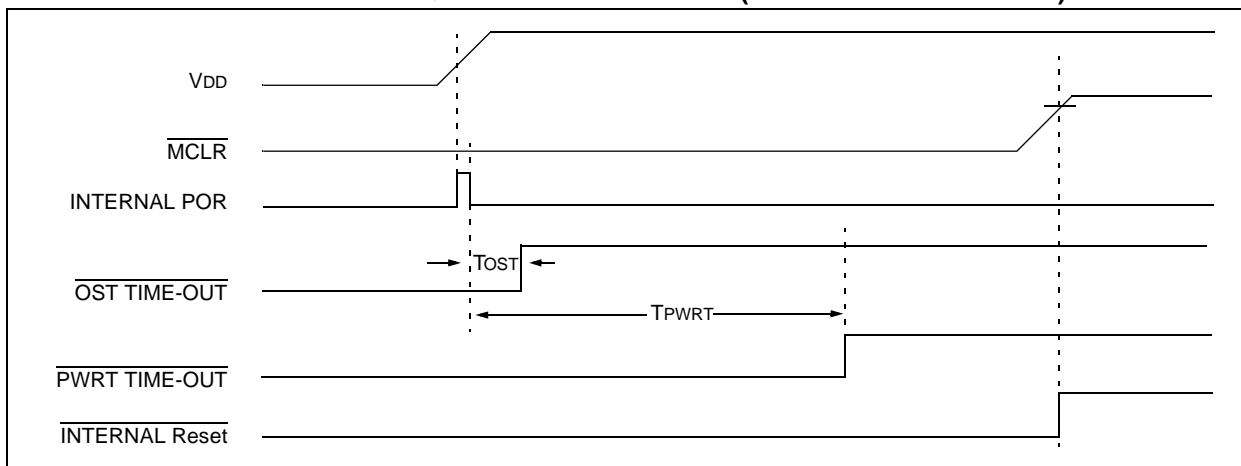 VDD
MCLR
INTERNAL POR
TOST
OST TIME-OUT
TPWRT
PWRT TIME-OUT
INTERNAL Reset